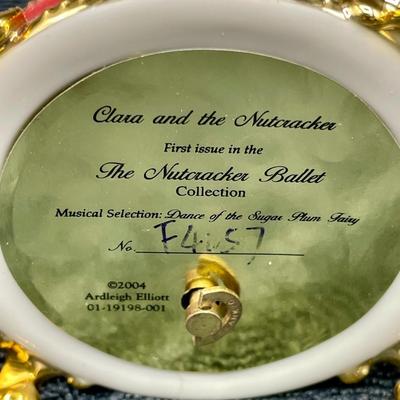 Clara and the Nutcracker
First issue in the
The Nutcracker Ballet
Collection
Musical Selection: Dance of the Sugar Plum Fairy
No.
©2004
Ardleigh Elliott
01-19198-001